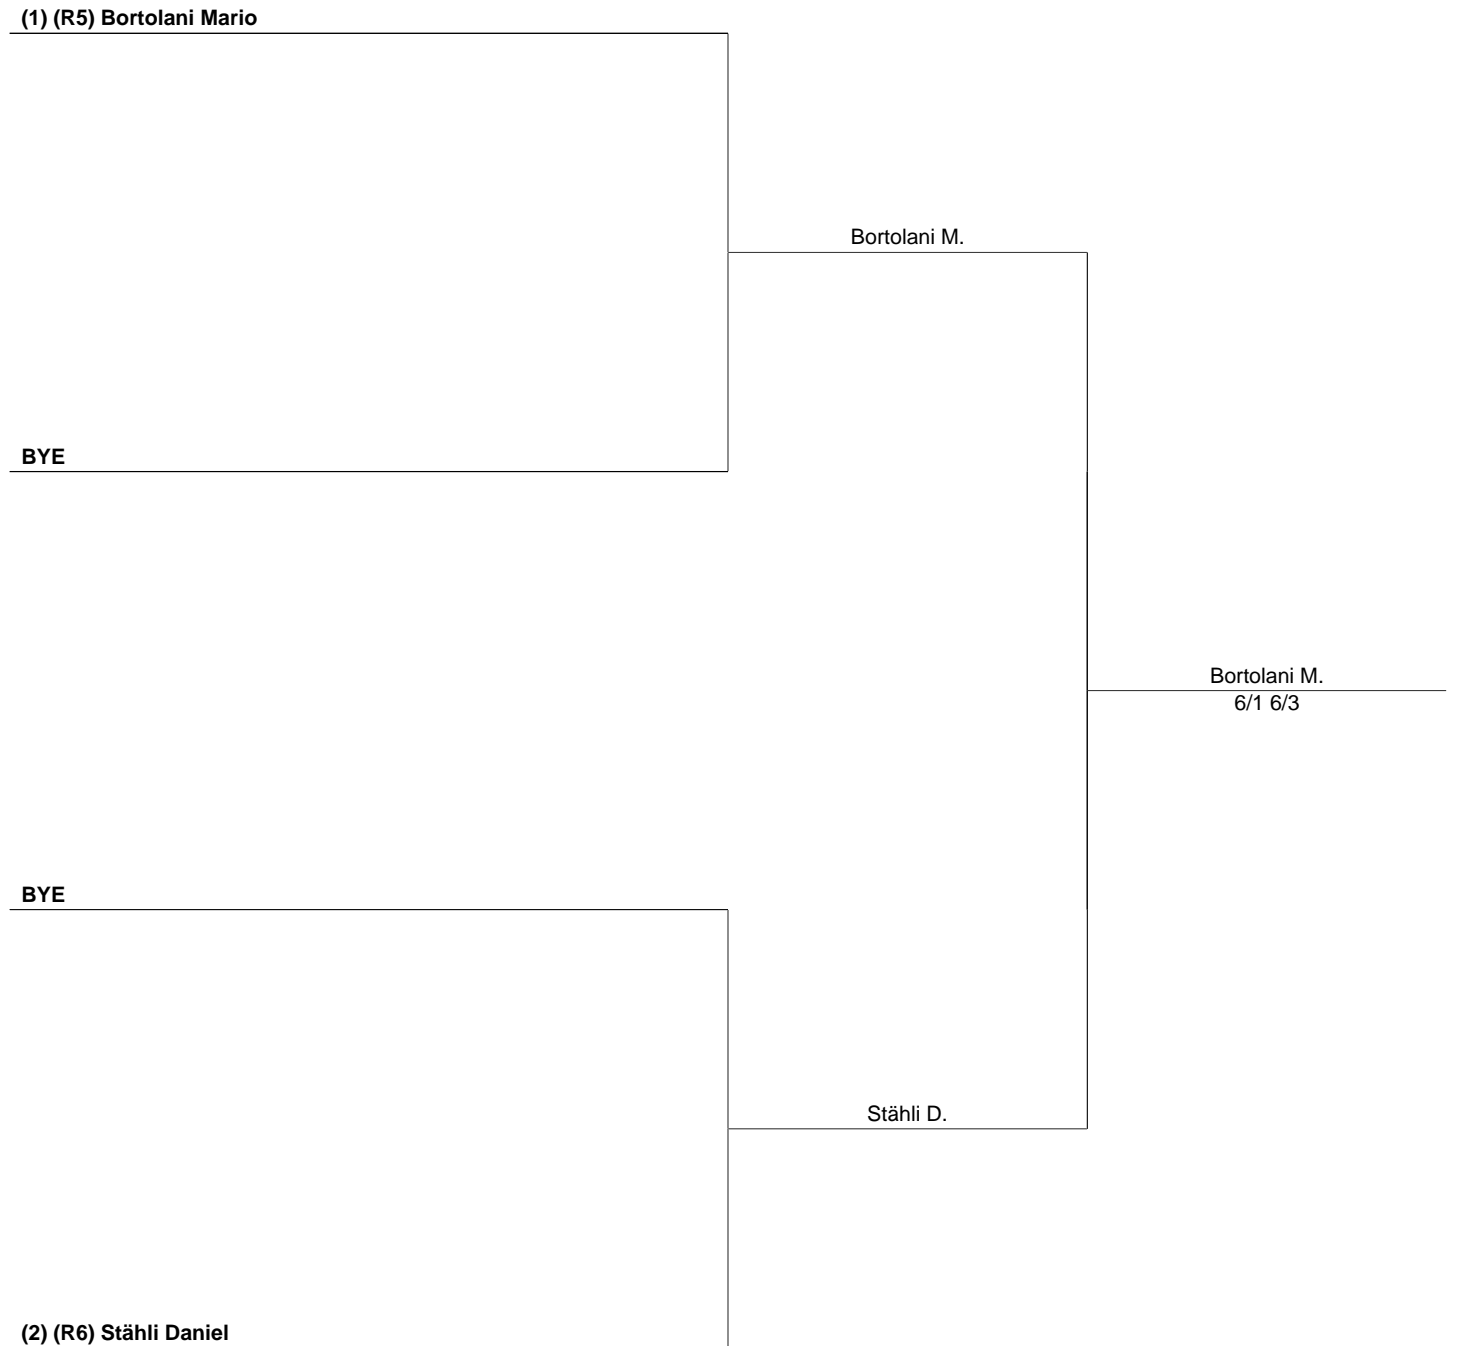 (1) (R5) Bortolani Mario
Bortolani M.
BYE
Bortolani M.
6/1 6/3
BYE
Stähli D.
(2) (R6) Stähli Daniel